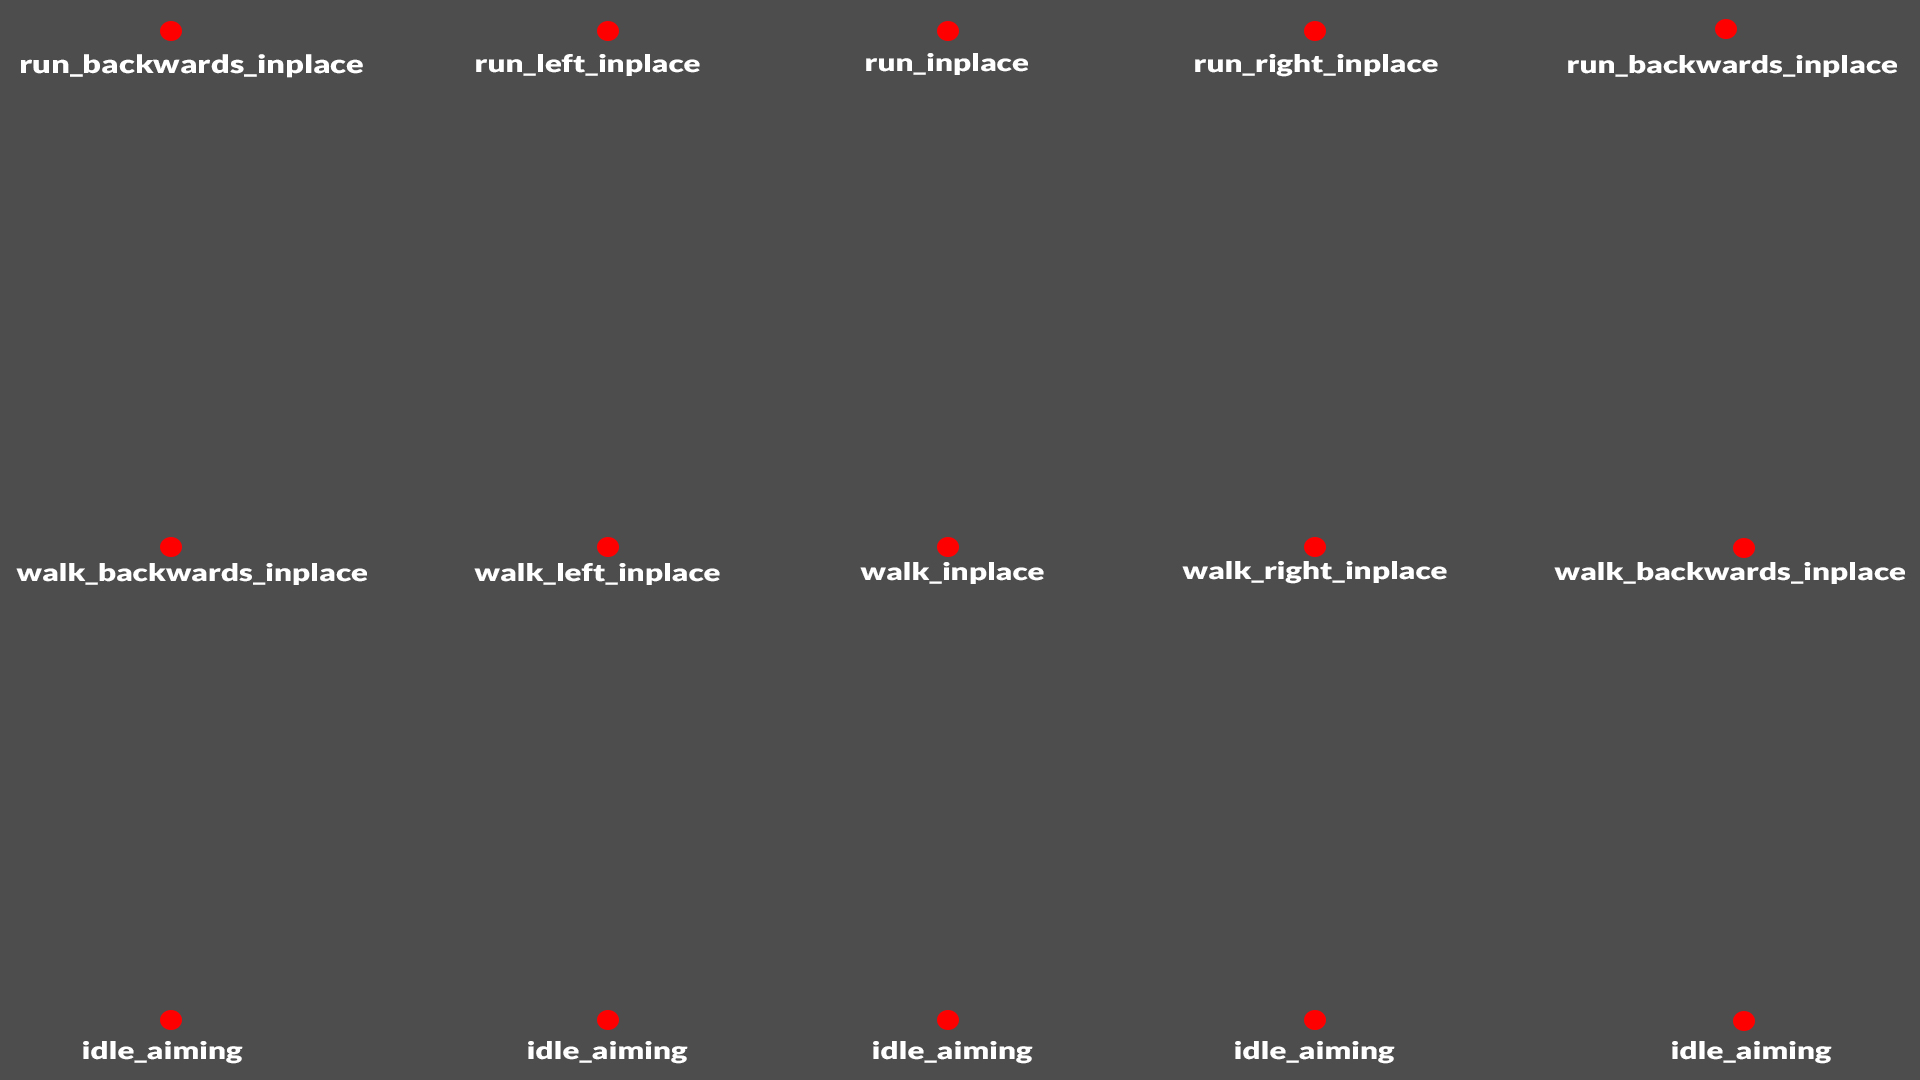 run_backwards_inplace
run_left_inplace
run_inplace
run_right_inplace
run_backwards_inplace
walk_backwards_inplace
walk_left_inplace
walk_inplace
walk_right_inplace
walk_backwards_inplace
idle_aiming
idle_aiming
idle_aiming
idle_aiming
idle_aiming